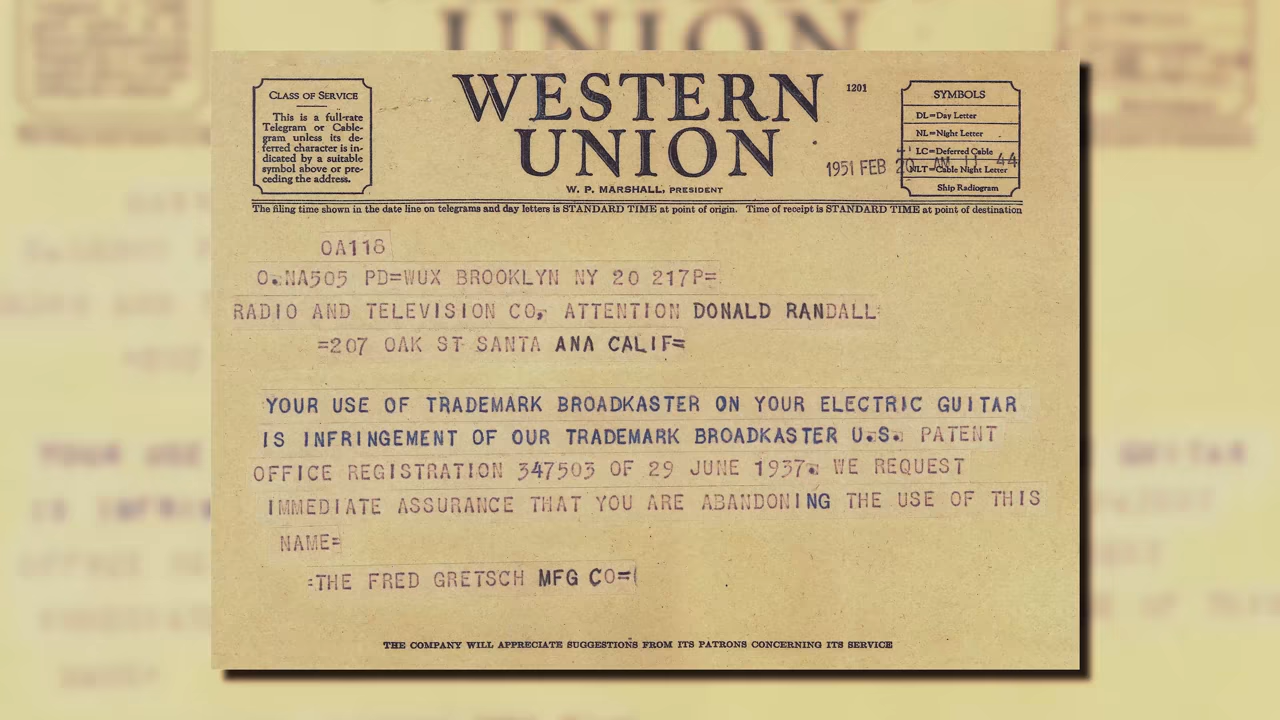 WESTERN
UNION
1201
CLASS OF SERVICE
This is a full-rate
Telegram or Cable-
gram unless its de-
ferred character is in-
dicated by a suitable
symbol above or pre-
ceding the address.
W. P. MARSHALL, PRESIDENT
SYMBOLS
DL=Day Letter
NL=Night Letter
LC=Deferred Cable
NLT=Cable Night Letter
Ship Radiogram
1951 FEB 20 AM 11 44
The filing time shown in the date line on telegrams and day letters is STANDARD TIME at point of origin. Time of receipt is STANDARD TIME at point of destination
OA118
O.NA505 PD=WUX BROOKLYN NY 20 217P=
RADIO AND TELEVISION CO, ATTENTION DONALD RANDALL
=207 OAK ST SANTA ANA CALIF=
YOUR USE OF TRADEMARK BROADKASTER ON YOUR ELECTRIC GUITAR
IS INFRINGEMENT OF OUR TRADEMARK BROADKASTER U.S. PATENT
OFFICE REGISTRATION 347503 OF 29 JUNE 1937. WE REQUEST
IMMEDIATE ASSURANCE THAT YOU ARE ABANDONING THE USE OF THIS
NAME=
=THE FRED GRETSCH MFG CO=
THE COMPANY WILL APPRECIATE SUGGESTIONS FROM ITS PATRONS CONCERNING ITS SERVICE